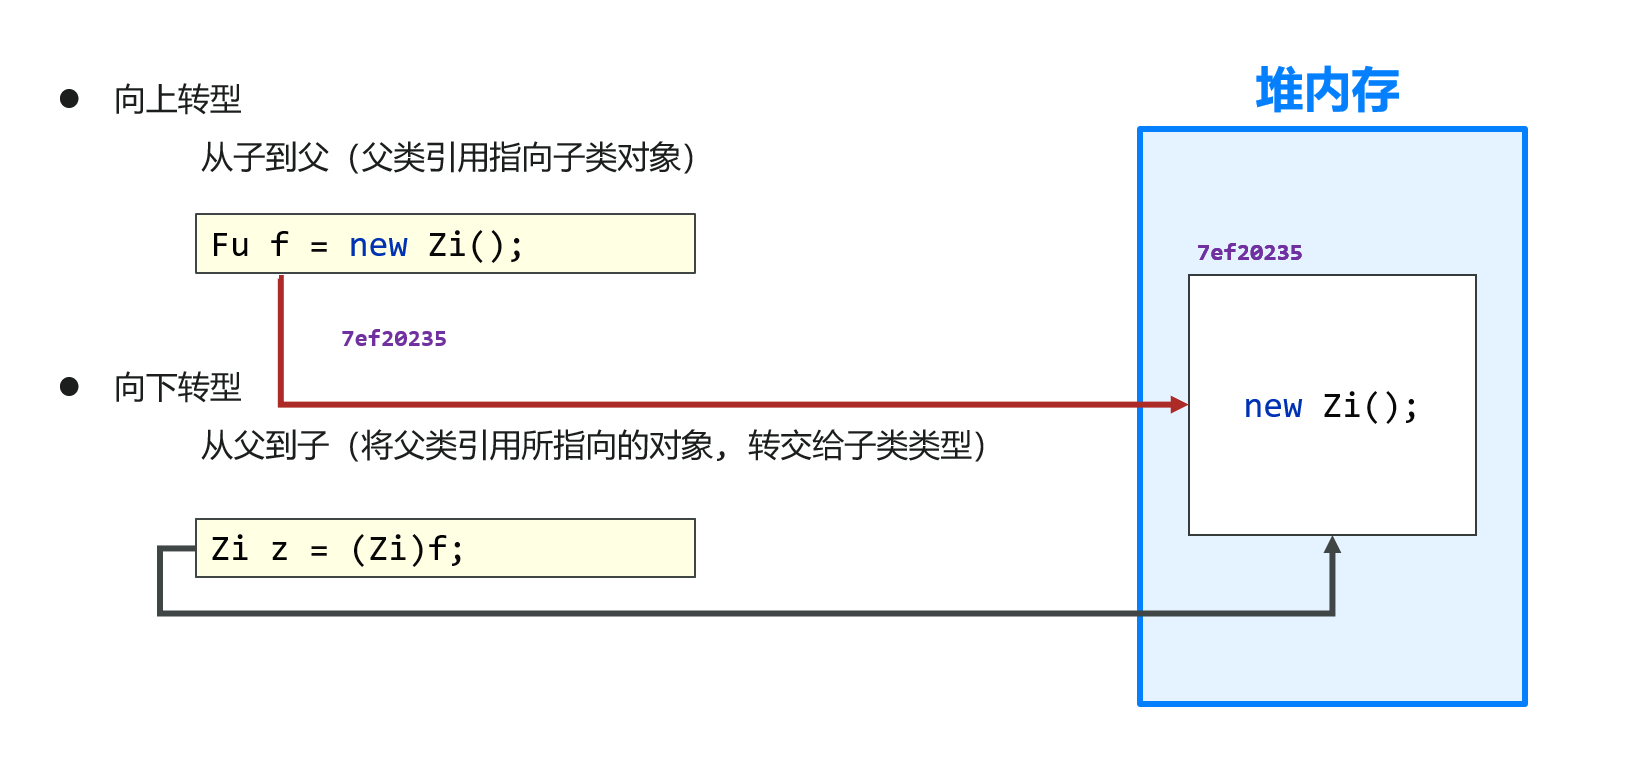 堆内存
向上转型
从子到父（父类引用指向子类对象）
Fu f = new Zi();
7ef20235
7ef20235
向下转型
new Zi();
从父到子（将父类引用所指向的对象, 转交给子类类型）
Zi z = (Zi)f;